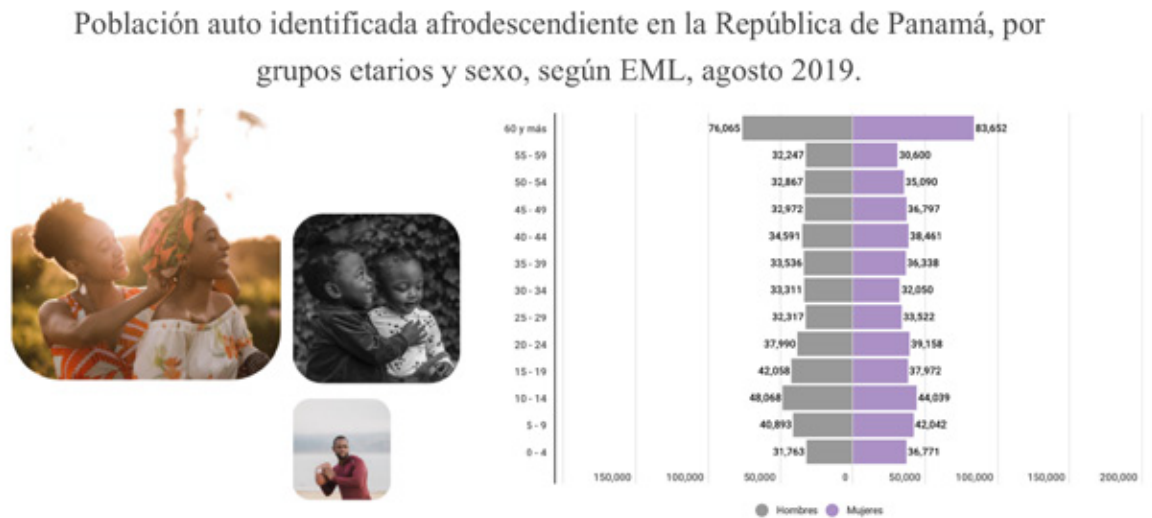 Población auto identificada afrodescendiente en la República de Panamá, por
grupos etarios y sexo, según EML, agosto 2019.
60 y más 76,065 83,652
55 - 59 32,247 30,600
50 - 54 32,867 35,090
45 - 49 32,972 36,797
40 - 44 34,591 38,461
35 - 39 33,536 36,338
30 - 34 33,311 32,050
25 - 29 32,317 33,522
20 - 24 37,990 39,158
15 - 19 42,058 37,972
10 - 14 48,068 44,039
5 - 9 40,893 42,042
0 - 4 31,763 36,771
150,000 100,000 50,000 0 50,000 100,000 150,000 200,000
Hombres Mujeres